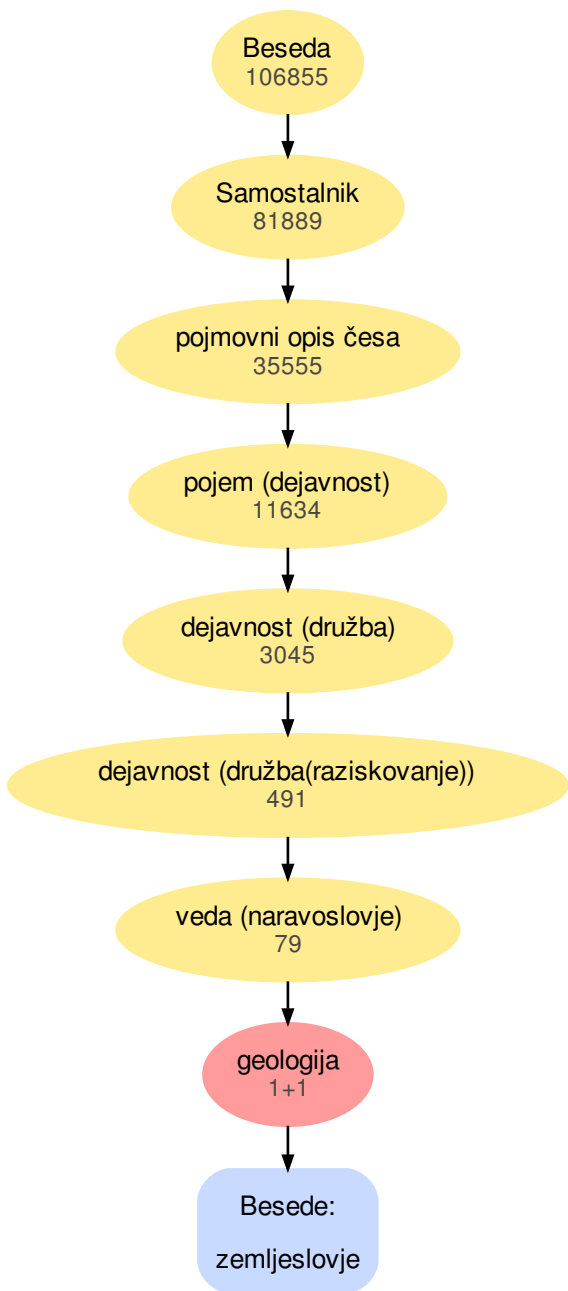 Beseda
106855
Samostalnik
81889
pojmovni opis česa
35555
pojem (dejavnost)
11634
dejavnost (družba)
3045
dejavnost (družba(raziskovanje))
491
veda (naravoslovje)
79
geologija
1+1
Besede:
zemljeslovje